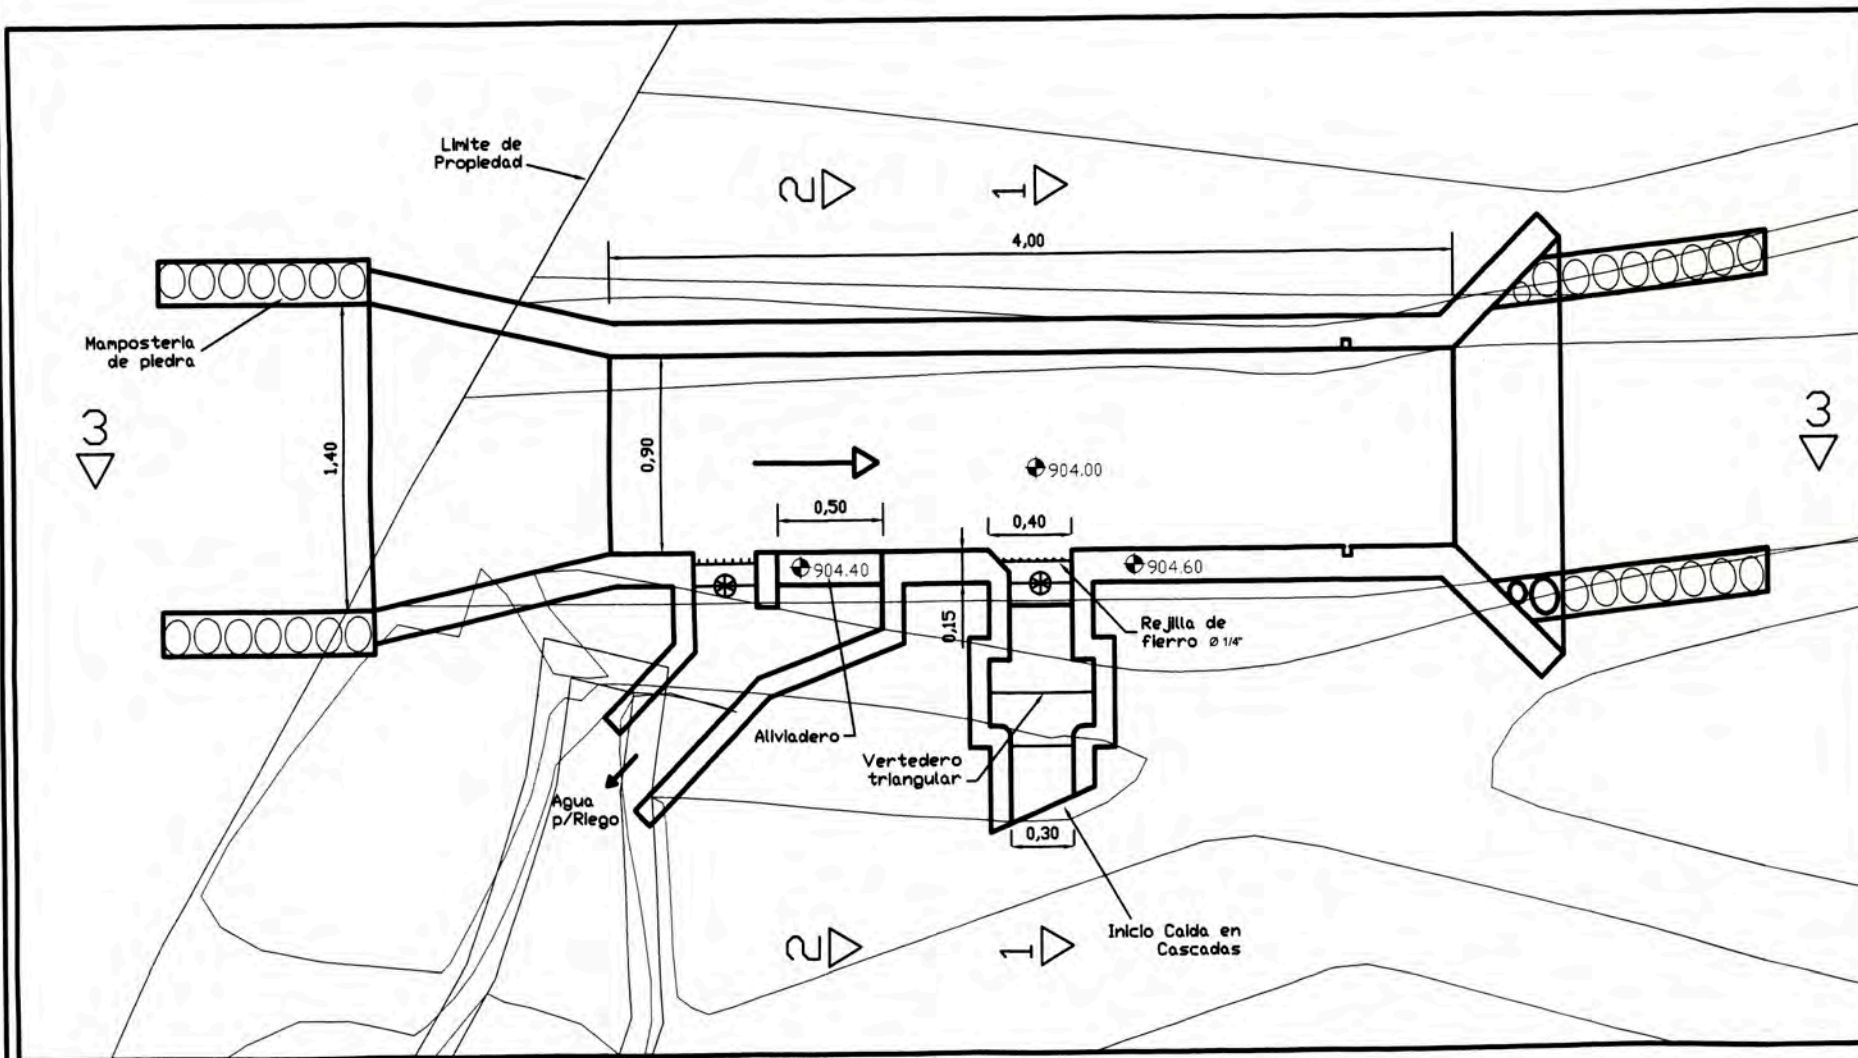 Limite de
Propiedad
2
1
4,00
Mampostería
de piedra
3
3
1,40
0,90
904.00
0,50
0,40
904.40
904.60
0,15
Rejilla de
fierro Ø 1/4"
Aliviadero
Vertedero
triangular
Agua
p/Riego
0,30
Inicio Caida en
Cascadas
2
1